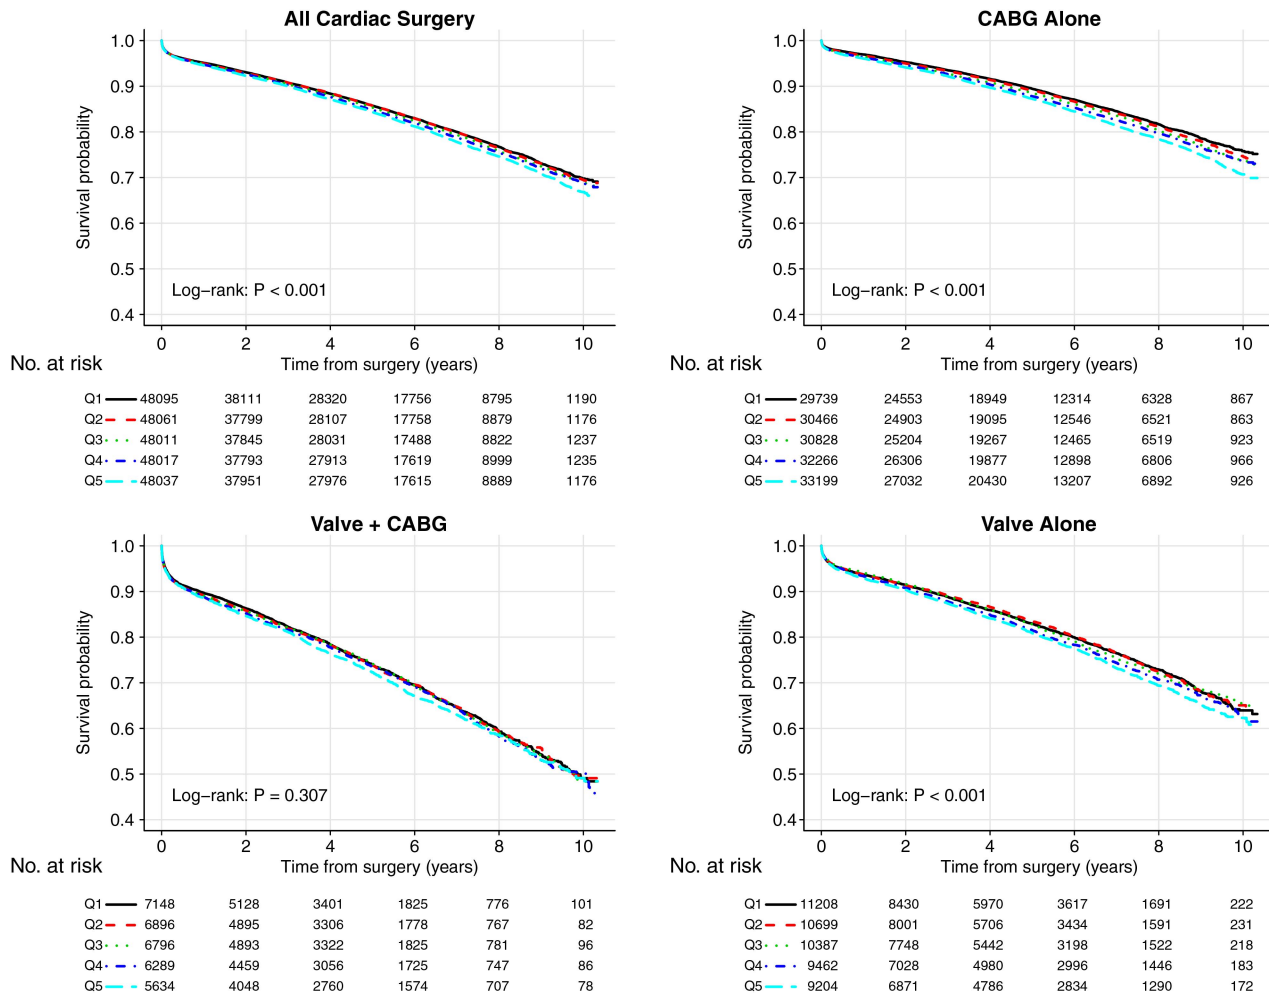 All Cardiac Surgery
Survival probability
1.0
0.9
0.8
0.7
0.6
0.5
0.4
Log−rank: P < 0.001
0 2 4 6 8 10
No. at risk
Time from surgery (years)
Q1 48095 38111 28320 17756 8795 1190
Q2 48061 37799 28107 17758 8879 1176
Q3 48011 37845 28031 17488 8822 1237
Q4 48017 37793 27913 17619 8999 1235
Q5 48037 37951 27976 17615 8889 1176
CABG Alone
Survival probability
1.0
0.9
0.8
0.7
0.6
0.5
0.4
Log−rank: P < 0.001
0 2 4 6 8 10
No. at risk
Time from surgery (years)
Q1 29739 24553 18949 12314 6328 867
Q2 30466 24903 19095 12546 6521 863
Q3 30828 25204 19267 12465 6519 923
Q4 32266 26306 19877 12898 6806 966
Q5 33199 27032 20430 13207 6892 926
Valve + CABG
Survival probability
1.0
0.9
0.8
0.7
0.6
0.5
0.4
Log−rank: P = 0.307
0 2 4 6 8 10
No. at risk
Time from surgery (years)
Q1 7148 5128 3401 1825 776 101
Q2 6896 4895 3306 1778 767 82
Q3 6796 4893 3322 1825 781 96
Q4 6289 4459 3056 1725 747 86
Q5 5634 4048 2760 1574 707 78
Valve Alone
Survival probability
1.0
0.9
0.8
0.7
0.6
0.5
0.4
Log−rank: P < 0.001
0 2 4 6 8 10
No. at risk
Time from surgery (years)
Q1 11208 8430 5970 3617 1691 222
Q2 10699 8001 5706 3434 1591 231
Q3 10387 7748 5442 3198 1522 218
Q4 9462 7028 4980 2996 1446 183
Q5 9204 6871 4786 2834 1290 172